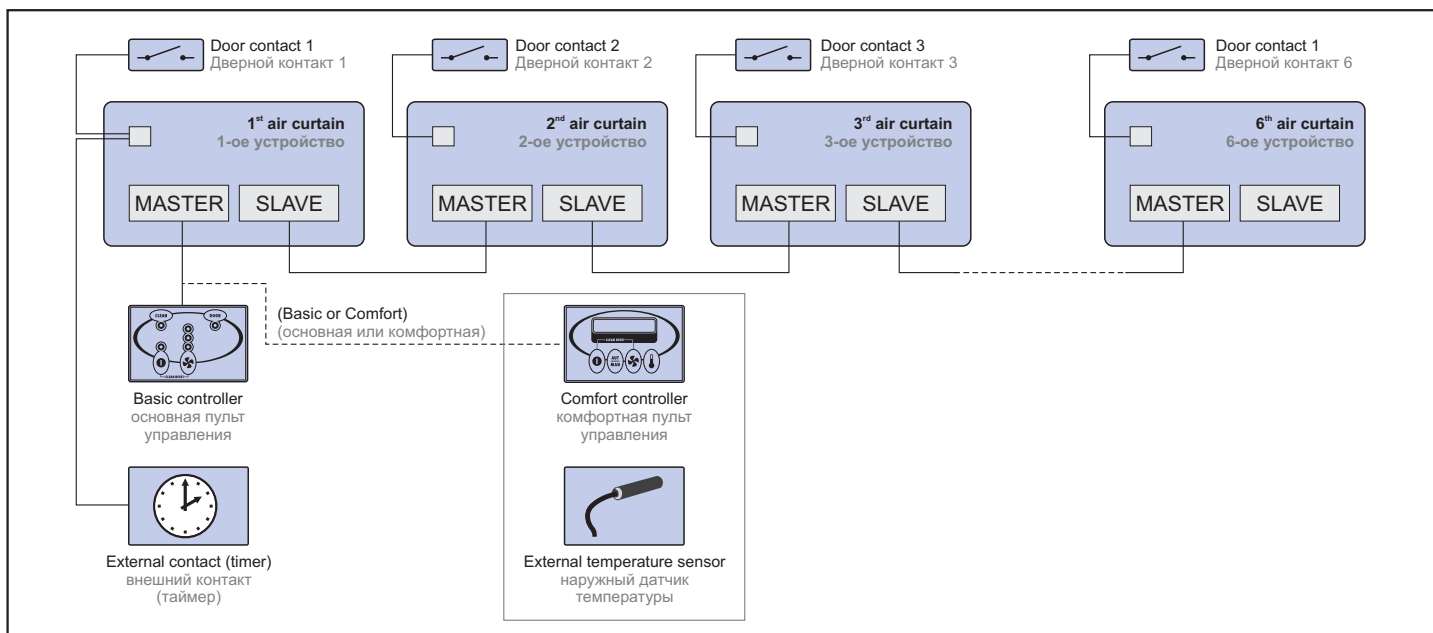 Door contact 1
Дверной контакт 1
Door contact 2
Дверной контакт 2
Door contact 3
Дверной контакт 3
Door contact 1
Дверной контакт 6
1st air curtain
1-ое устройство
MASTER
SLAVE
2nd air curtain
2-ое устройство
MASTER
SLAVE
3rd air curtain
3-ое устройство
MASTER
SLAVE
6th air curtain
6-ое устройство
MASTER
SLAVE
CLEAN
DOOR
(Basic or Comfort)
(основная или комфортная)
AUT
MAN
Basic controller
основная пульт
управления
Comfort controller
комфортная пульт
управления
External contact (timer)
внешний контакт
(таймер)
External temperature sensor
наружный датчик
температуры